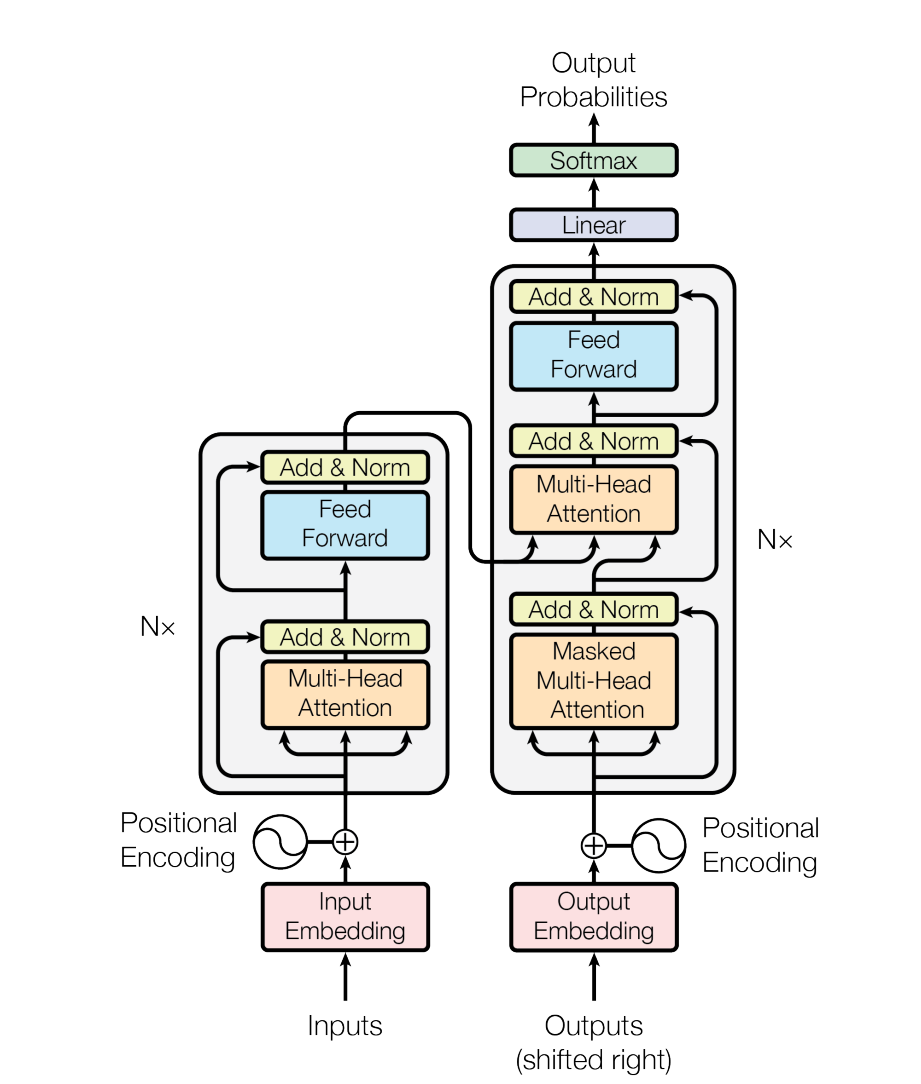 Output
Probabilities
Softmax
Linear
Add & Norm
Feed
Forward
Add & Norm
Multi-Head
Attention
Add & Norm
Masked
Multi-Head
Attention
N×
Add & Norm
Feed
Forward
Add & Norm
Multi-Head
Attention
N×
Positional
Encoding
Positional
Encoding
Input
Embedding
Output
Embedding
Inputs
Outputs
(shifted right)